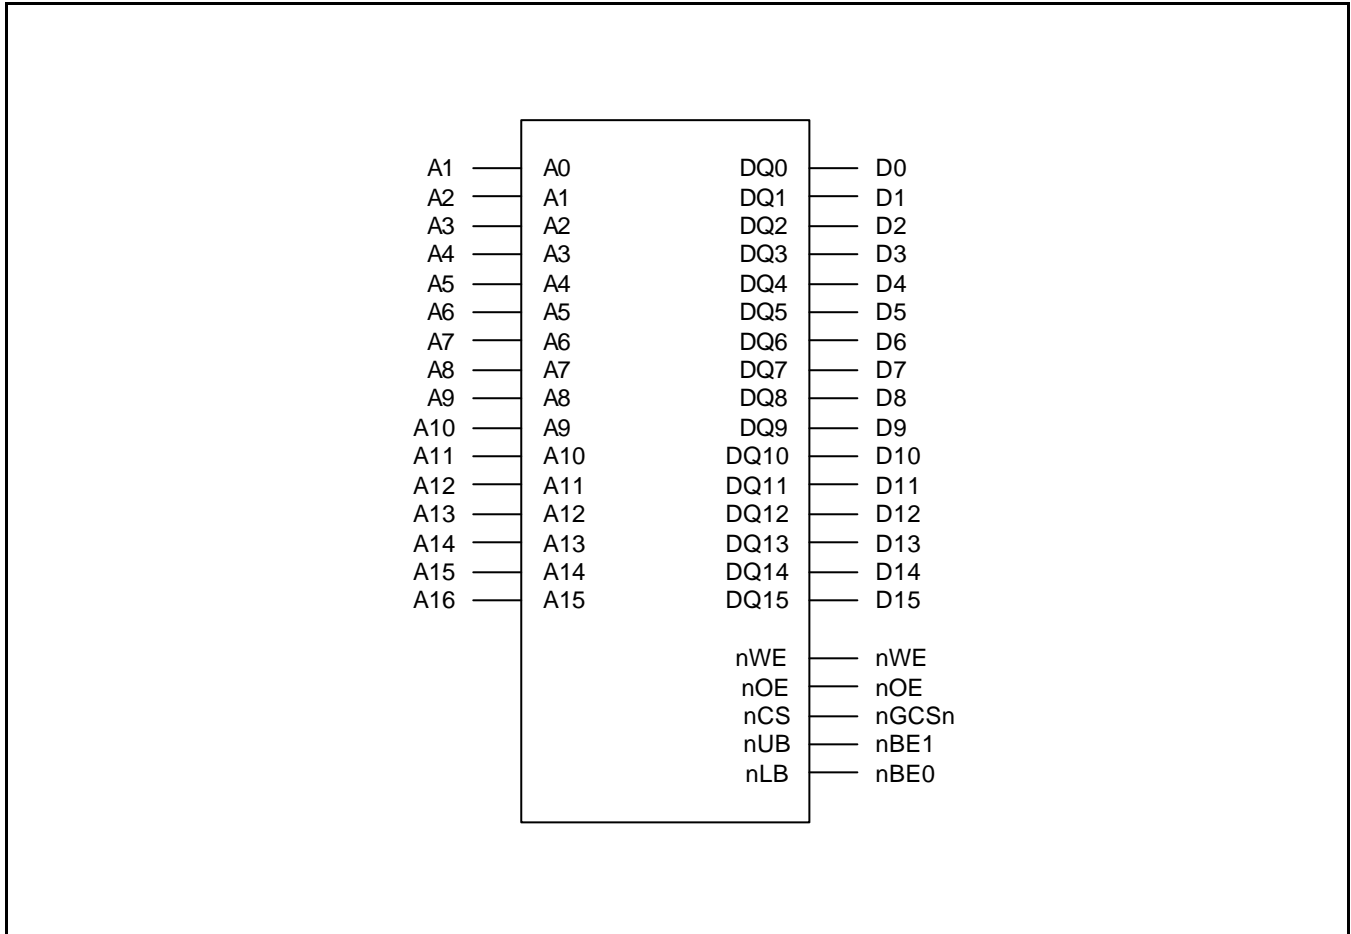 A1 A0 DQ0 D0
A2 A1 DQ1 D1
A3 A2 DQ2 D2
A4 A3 DQ3 D3
A5 A4 DQ4 D4
A6 A5 DQ5 D5
A7 A6 DQ6 D6
A8 A7 DQ7 D7
A9 A8 DQ8 D8
A10 A9 DQ9 D9
A11 A10 DQ10 D10
A12 A11 DQ11 D11
A13 A12 DQ12 D12
A14 A13 DQ13 D13
A15 A14 DQ14 D14
A16 A15 DQ15 D15
nWE nWE
nOE nOE
nCS nGCSn
nUB nBE1
nLB nBE0